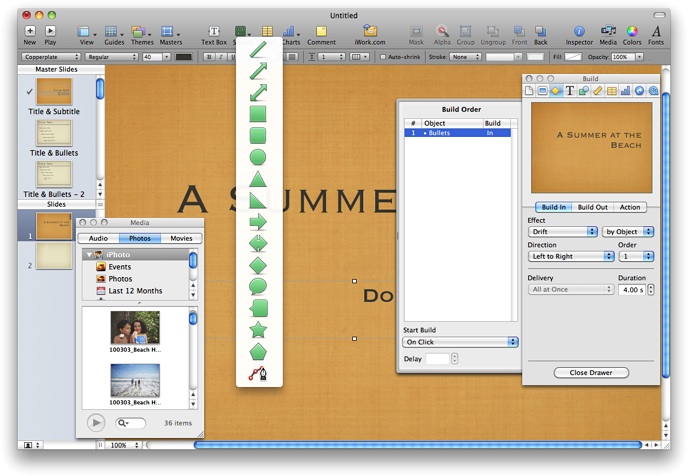 Untitled
New
Play
View
Guides
Themes
Masters
Text Box
Charts
Comment
iWork.com
Mask
Alpha
Group
Ungroup
Front
Back
Inspector
Media
Colors
Fonts
Copperplate
Regular
40
B
I
U
1
Auto-shrink
Stroke: None
Fill:
Opacity: 100%
Master Slides
Title & Subtitle
Title & Bullets
Title & Bullets - 2
Slides
1
2
A Summe
Do
Media
Audio
Photos
Movies
iPhoto
Events
Photos
Last 12 Months
100303_Beach H...
100303_Beach H...
36 items
100%
Build Order
# Object Build
1 • Bullets In
Start Build
On Click
Delay
Build
A Summer at the
Beach
Build In
Build Out
Action
Effect
Drift
by Object
Direction Order
Left to Right
1
Delivery Duration
All at Once
4.00 s
Close Drawer